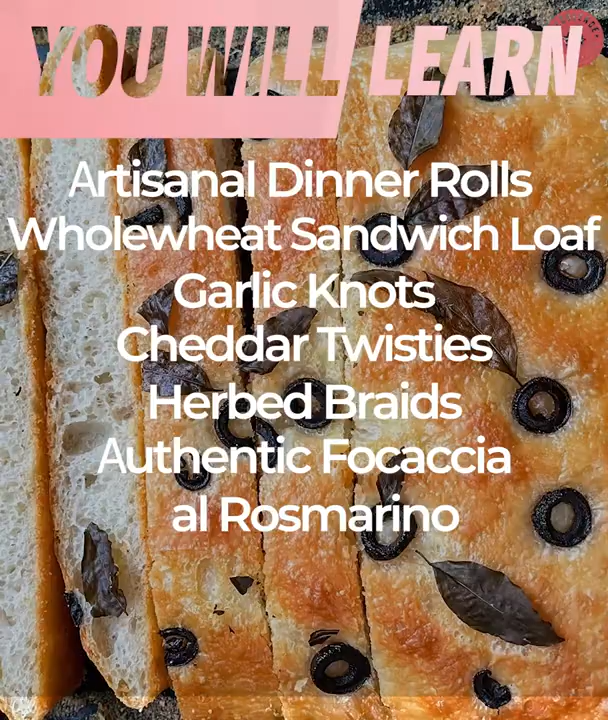 YOU WILL LEARN
Artisanal Dinner Rolls
Wholewheat Sandwich Loaf
Garlic Knots
Cheddar Twisties
Herbed Braids
Authentic Focaccia
al Rosmarino